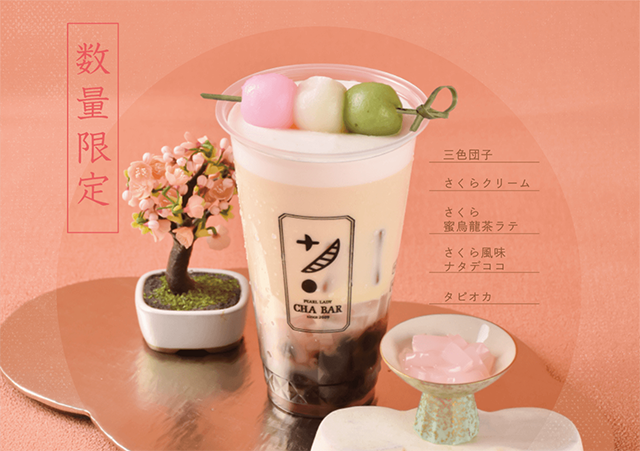 数量限定
三色団子
さくらクリーム
さくら
蜜烏龍茶ラテ
さくら風味
ナタデココ
タピオカ
PEARL LADY
CHA BAR